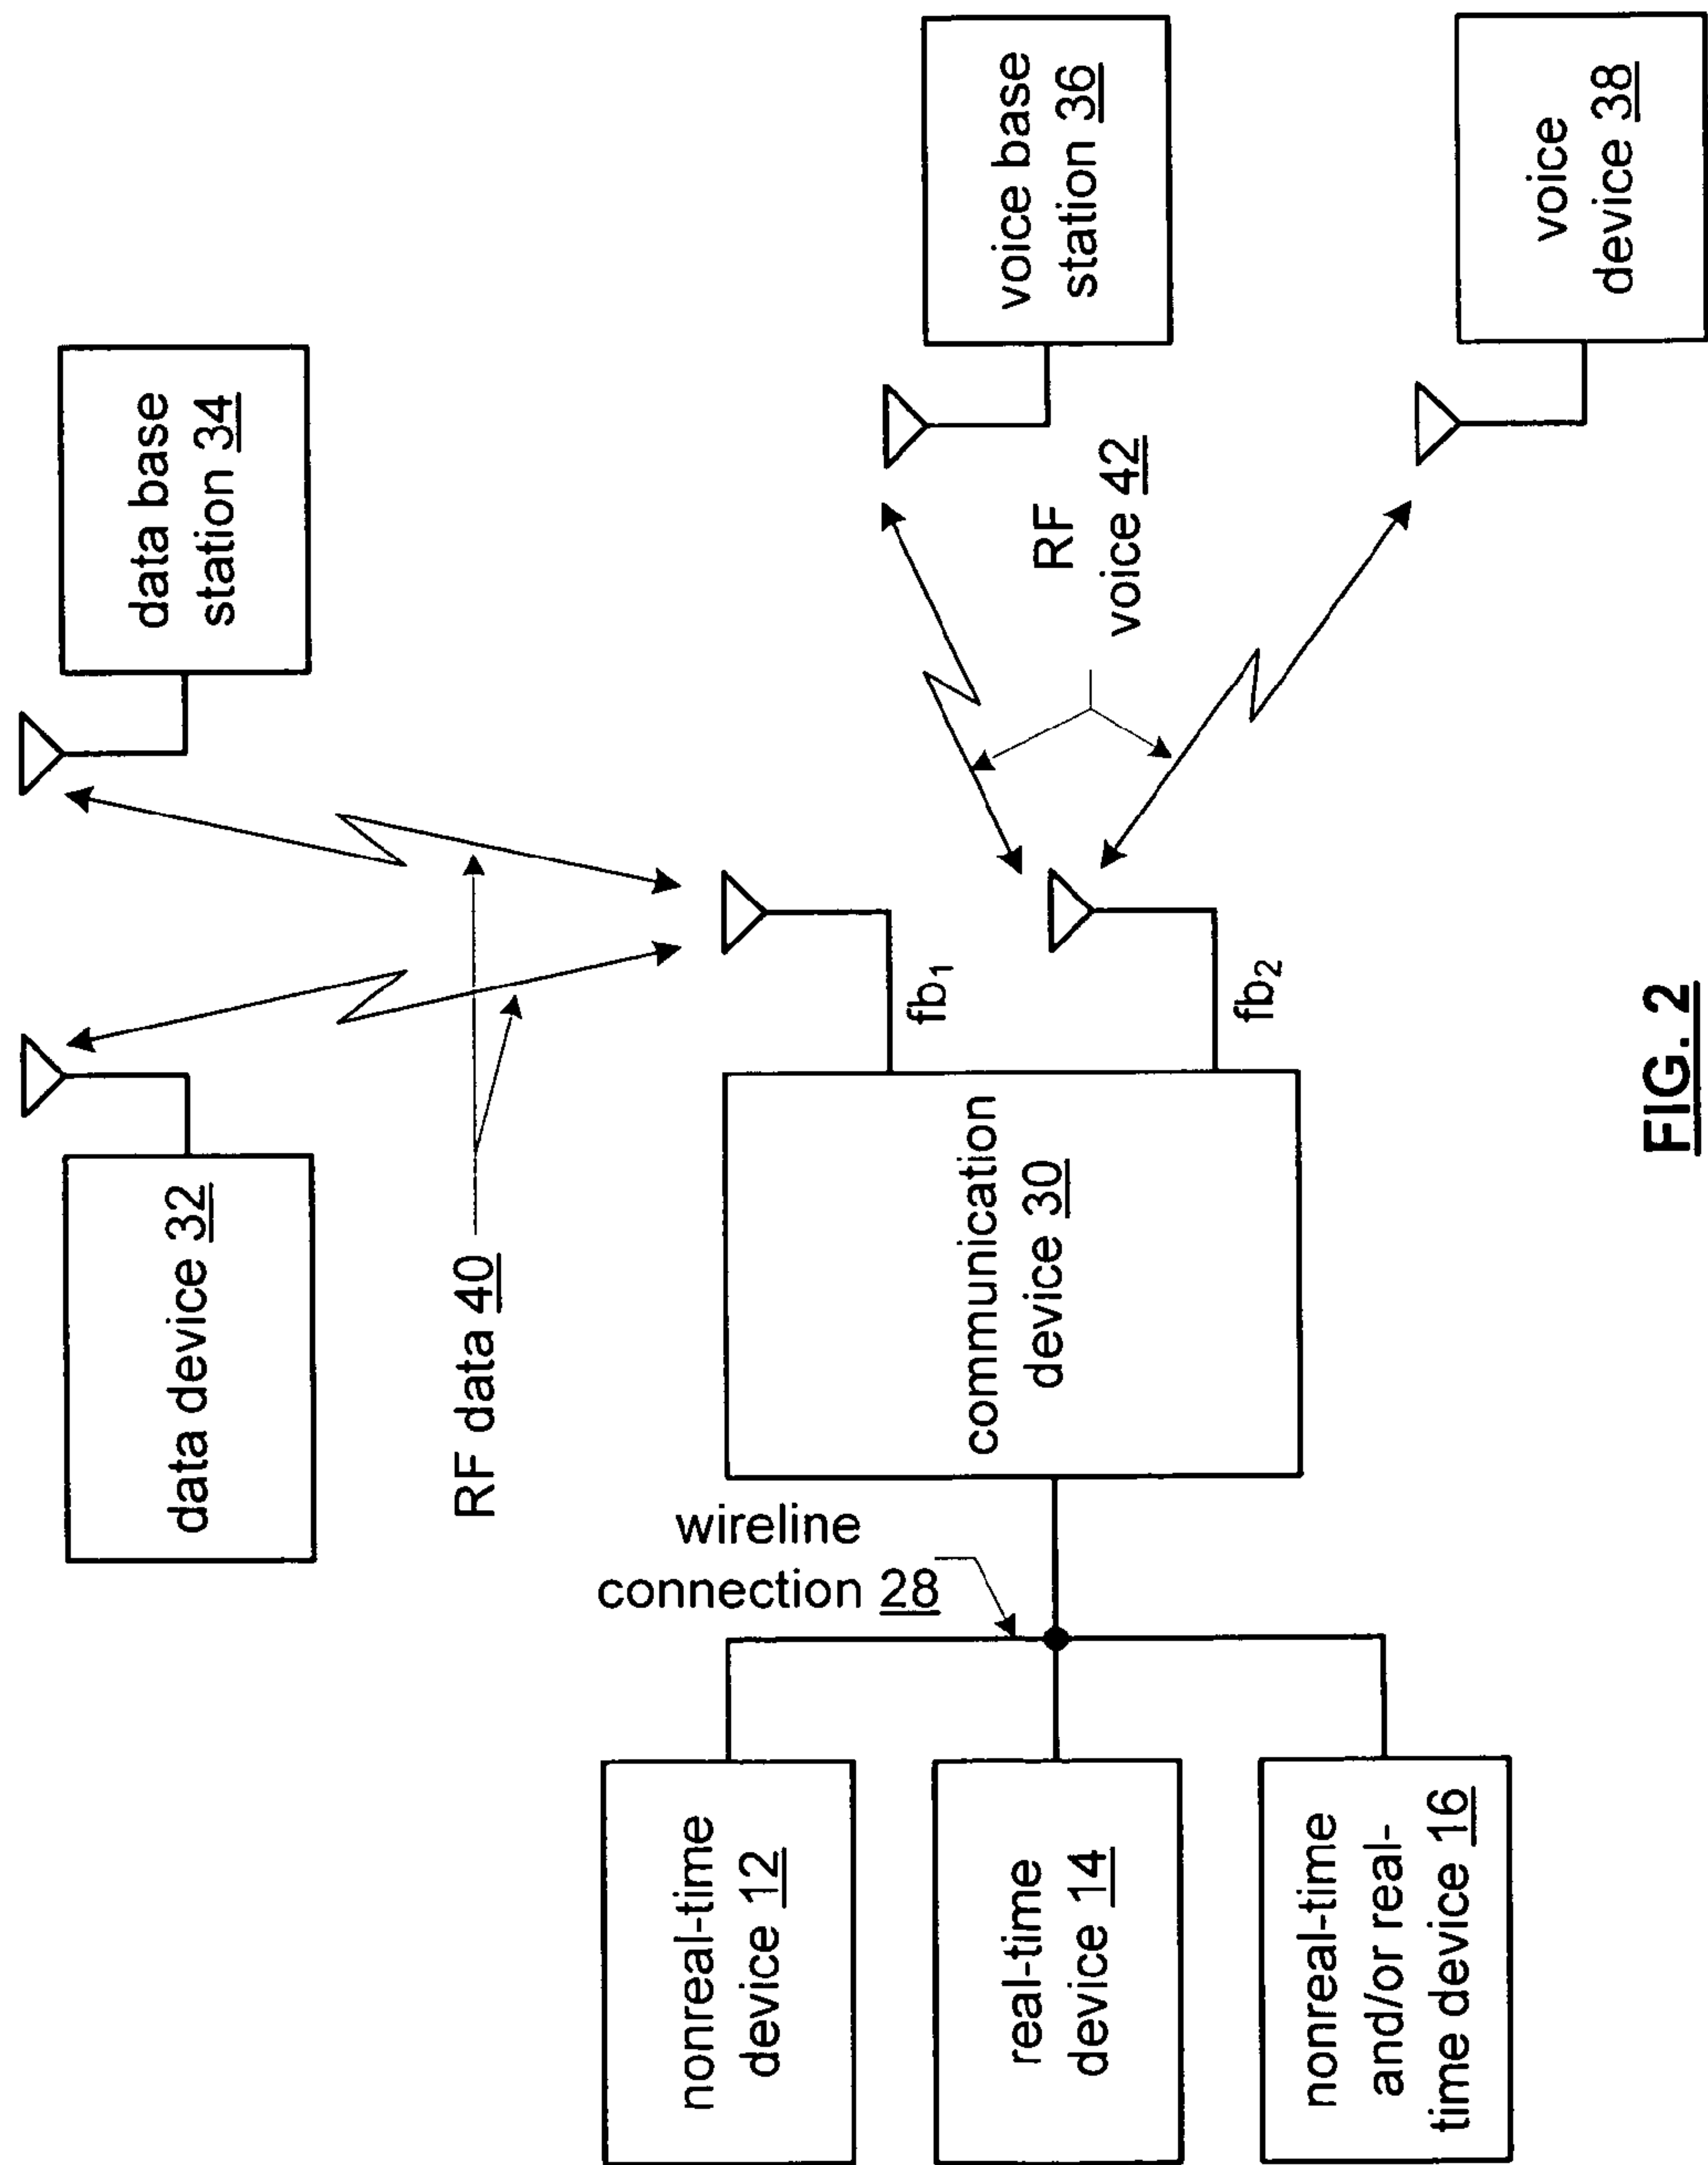 data device 32
data base
station 34
RF data 40
wireline
connection 28
nonreal-time
device 12
real-time
device 14
nonreal-time
and/or real-
time device 16
communication
device 30
fb₁
fb₂
RF
voice 42
voice base
station 36
voice
device 38
FIG. 2